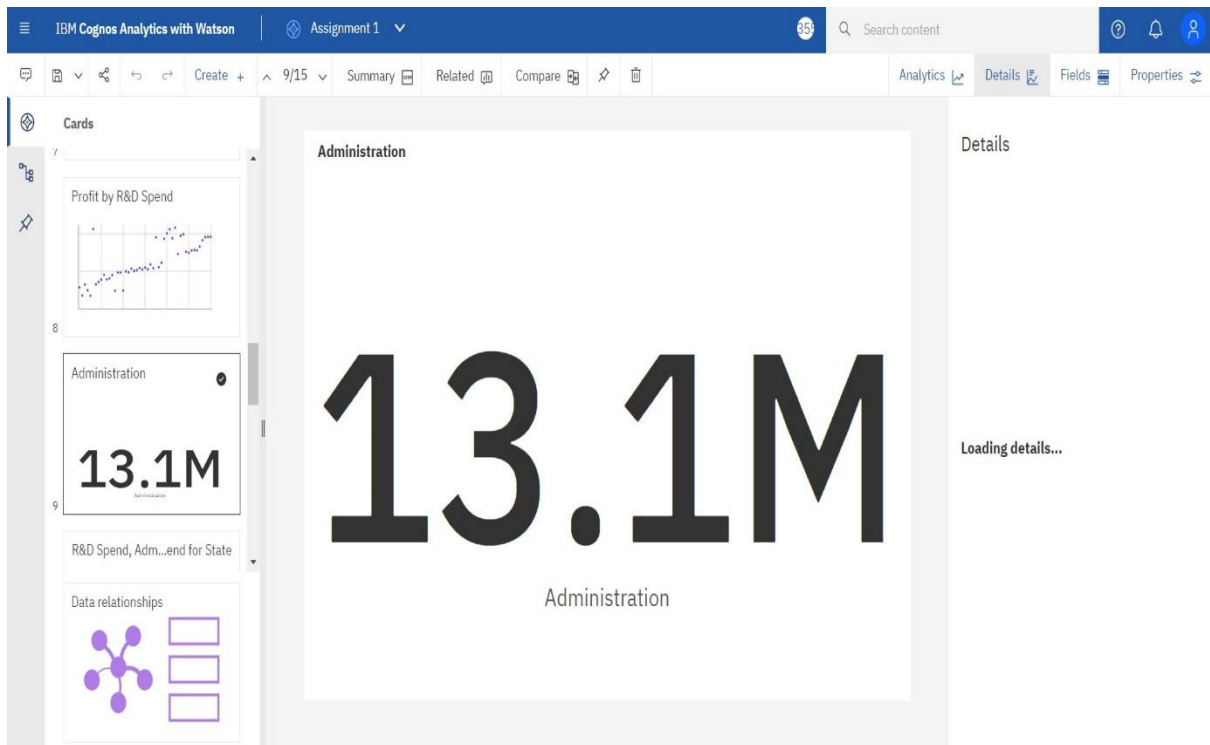 IBM Cognos Analytics with Watson
Assignment 1
Search content
Create +
9/15
Summary
Related
Compare
Analytics
Details
Fields
Properties
Cards
7
Profit by R&D Spend
8
Administration
13.1M
Administration
9
R&D Spend, Adm...end for State
Data relationships
Administration
13.1M
Administration
Details
Loading details...